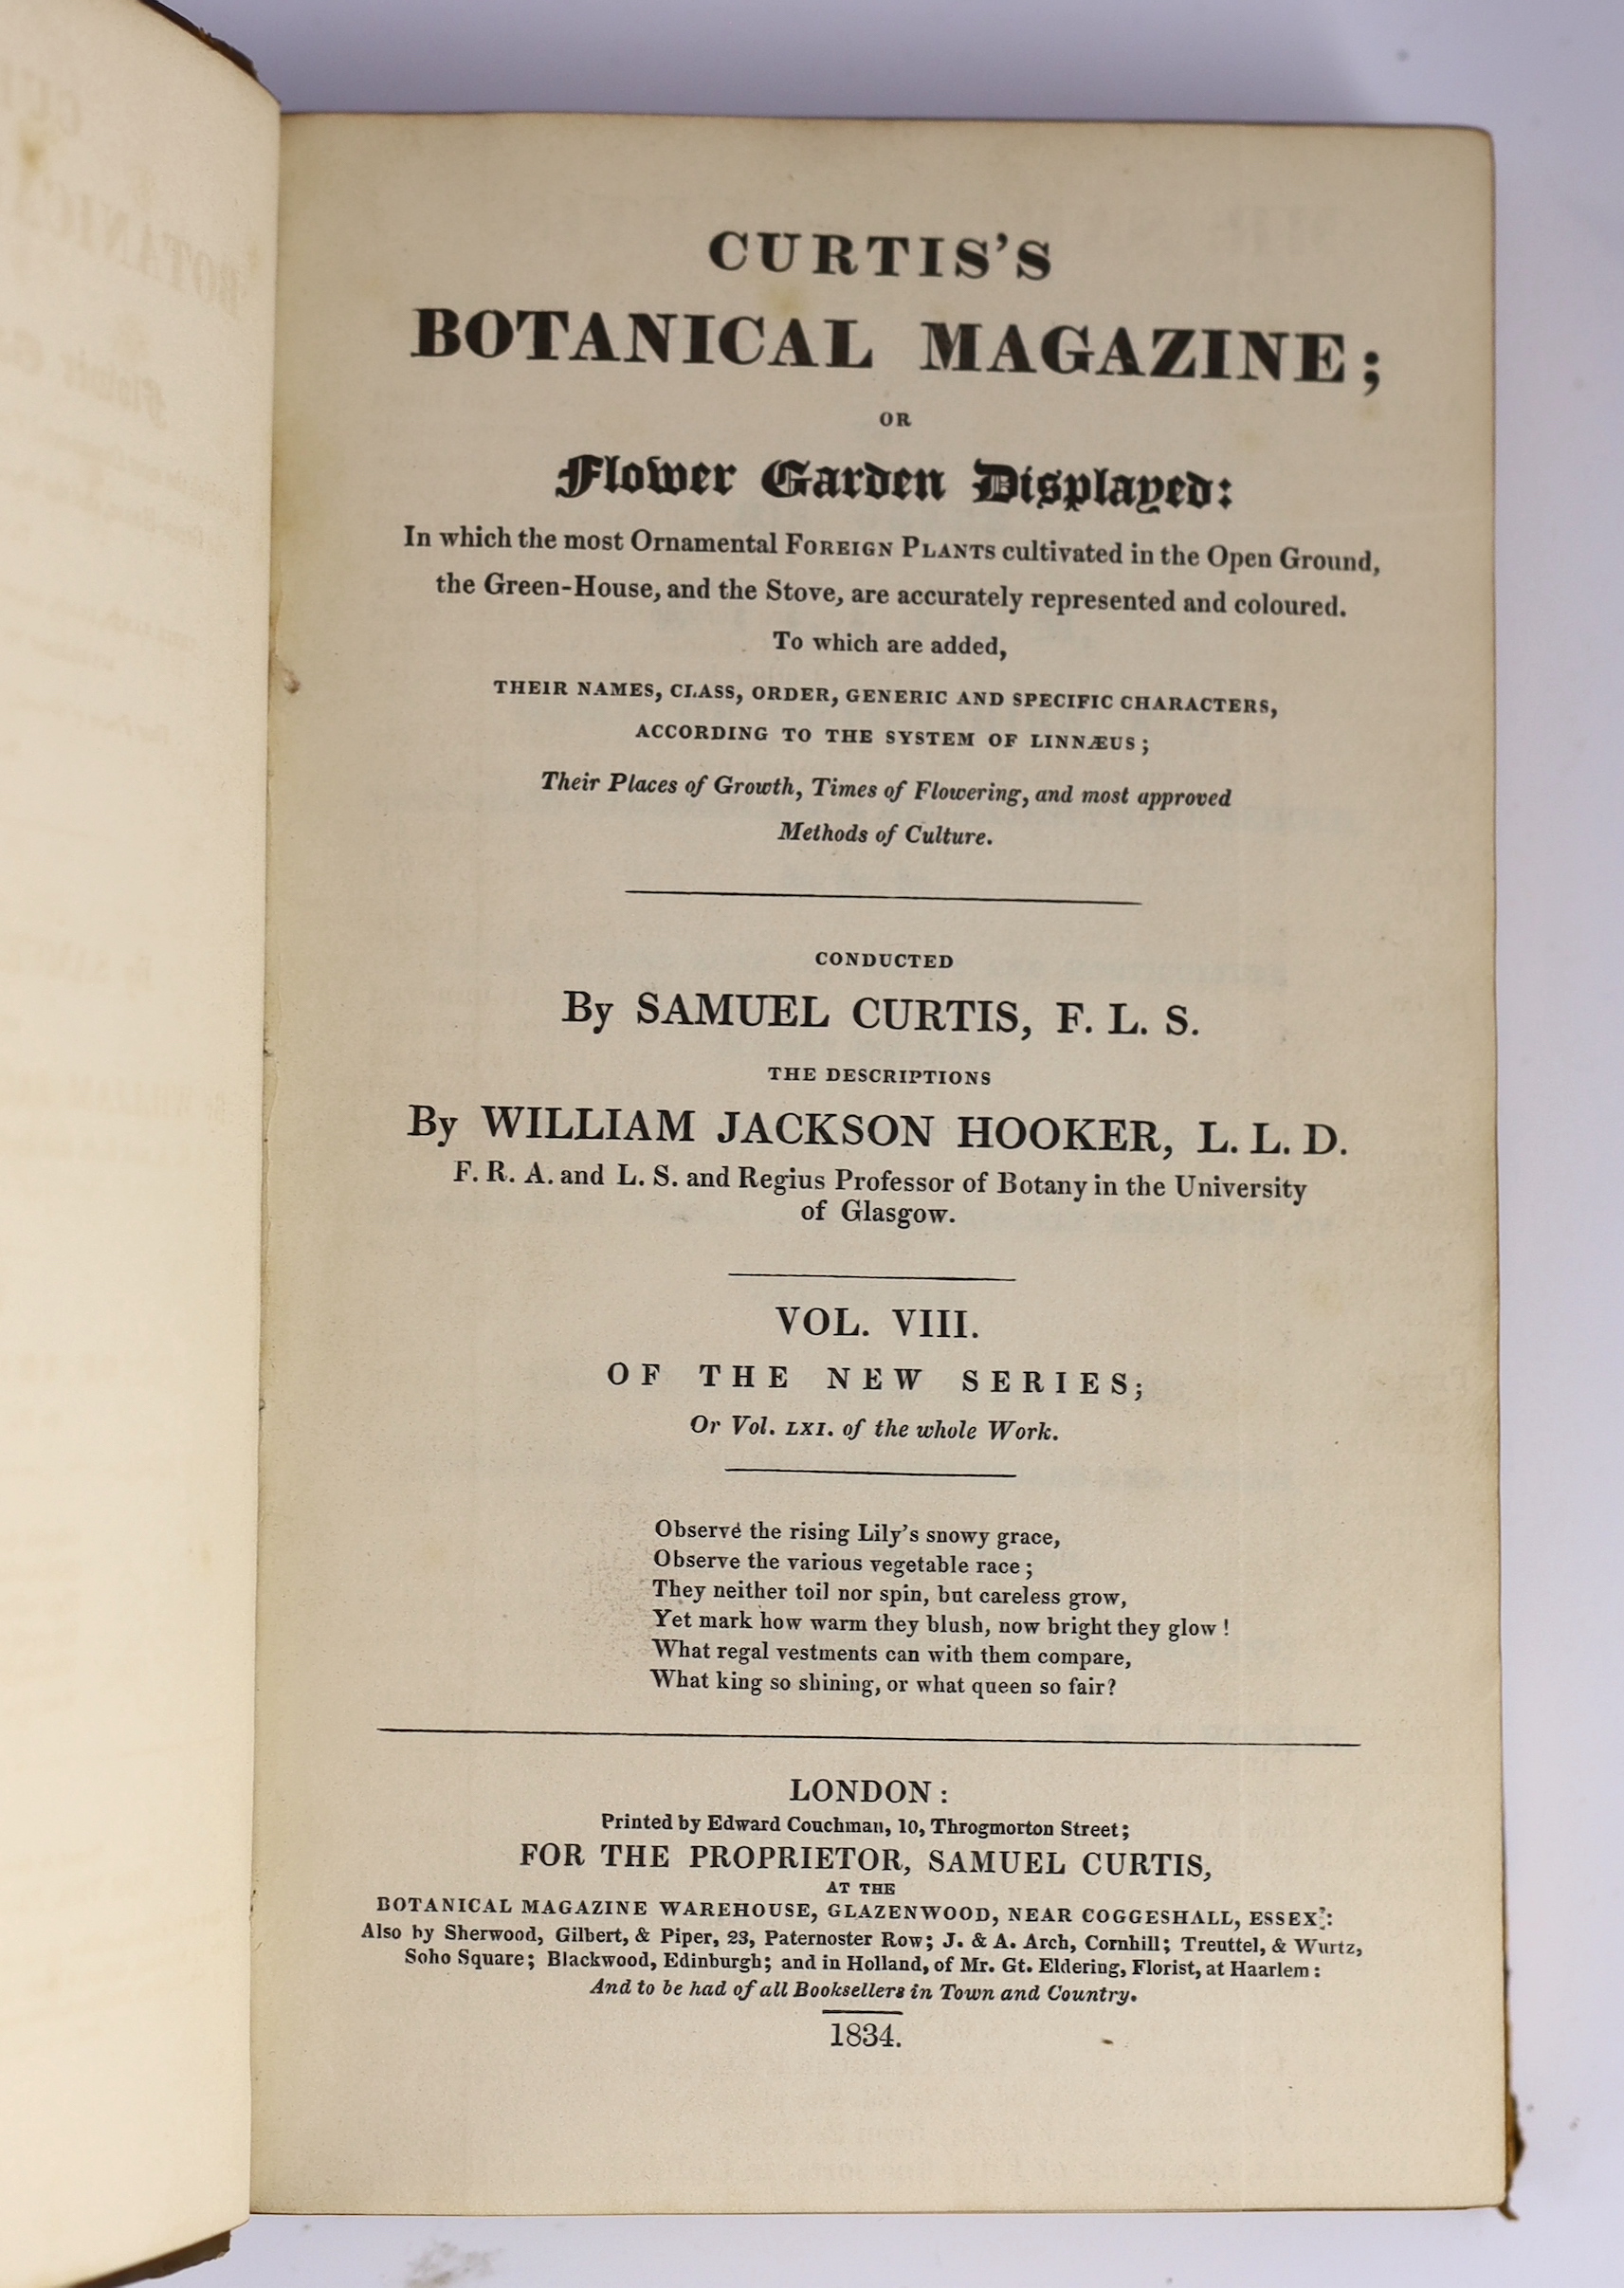 CURTIS'S
BOTANICAL MAGAZINE;
OR
Flower Garden Displayed:
In which the most Ornamental FOREIGN PLANTS cultivated in the Open Ground,
the Green-House, and the Stove, are accurately represented and coloured.
To which are added,
THEIR NAMES, CLASS, ORDER, GENERIC AND SPECIFIC CHARACTERS,
ACCORDING TO THE SYSTEM OF LINNÆUS;
Their Places of Growth, Times of Flowering, and most approved
Methods of Culture.
CONDUCTED
By SAMUEL CURTIS, F. L. S.
THE DESCRIPTIONS
By WILLIAM JACKSON HOOKER, L. L. D.
F. R. A. and L. S. and Regius Professor of Botany in the University
of Glasgow.
VOL. VIII.
OF THE NEW SERIES;
Or Vol. LXI. of the whole Work.
Observe the rising Lily's snowy grace,
Observe the various vegetable race;
They neither toil nor spin, but careless grow,
Yet mark how warm they blush, now bright they glow!
What regal vestments can with them compare,
What king so shining, or what queen so fair?
LONDON:
Printed by Edward Couchman, 10, Throgmorton Street;
FOR THE PROPRIETOR, SAMUEL CURTIS,
AT THE
BOTANICAL MAGAZINE WAREHOUSE, GLAZENWOOD, NEAR COGGESHALL, ESSEX:
Also by Sherwood, Gilbert, & Piper, 23, Paternoster Row; J. & A. Arch, Cornhill; Treuttel, & Wurtz,
Soho Square; Blackwood, Edinburgh; and in Holland, of Mr. Gt. Eldering, Florist, at Haarlem:
And to be had of all Booksellers in Town and Country.
1834.